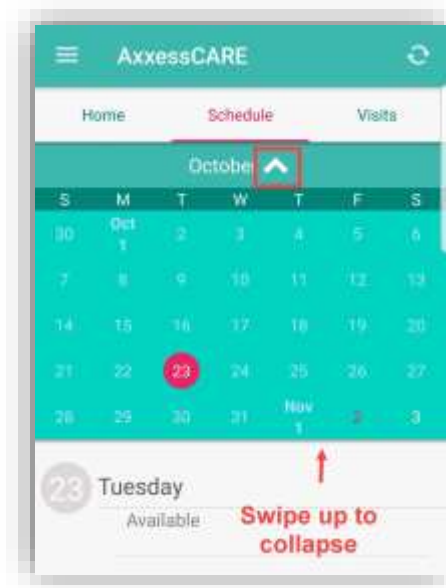 AxxessCARE
Home Schedule Visits
October
S M T W T F S
30 Oct 1 2 3 4 5 6
7 8 9 10 11 12 13
14 15 16 17 18 19 20
21 22 23 24 25 26 27
28 29 30 31 Nov 1 2 3
23 Tuesday
Available
Swipe up to
collapse